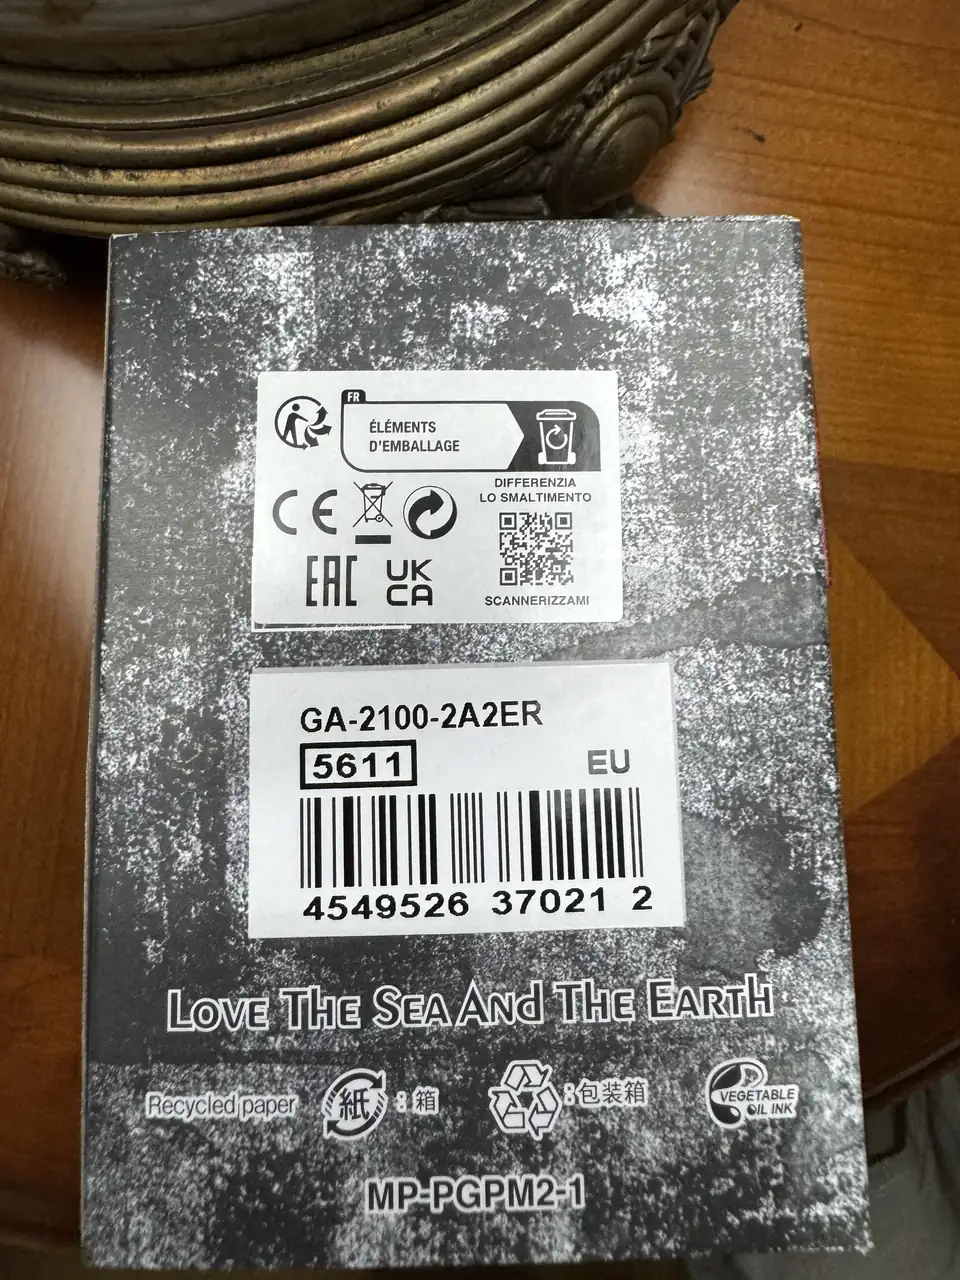 FR
ÉLÉMENTS
D'EMBALLAGE
DIFFERENZIA
LO SMALTIMENTO
CE
EAC
UK
CA
SCANNERIZZAMI
GA-2100-2A2ER
5611 EU
4549526 37021 2
LOVE THE SEA AND THE EARTH
Recycled paper 紙:箱 :包装箱 VEGETABLE
OIL INK
MP-PGPM2-1